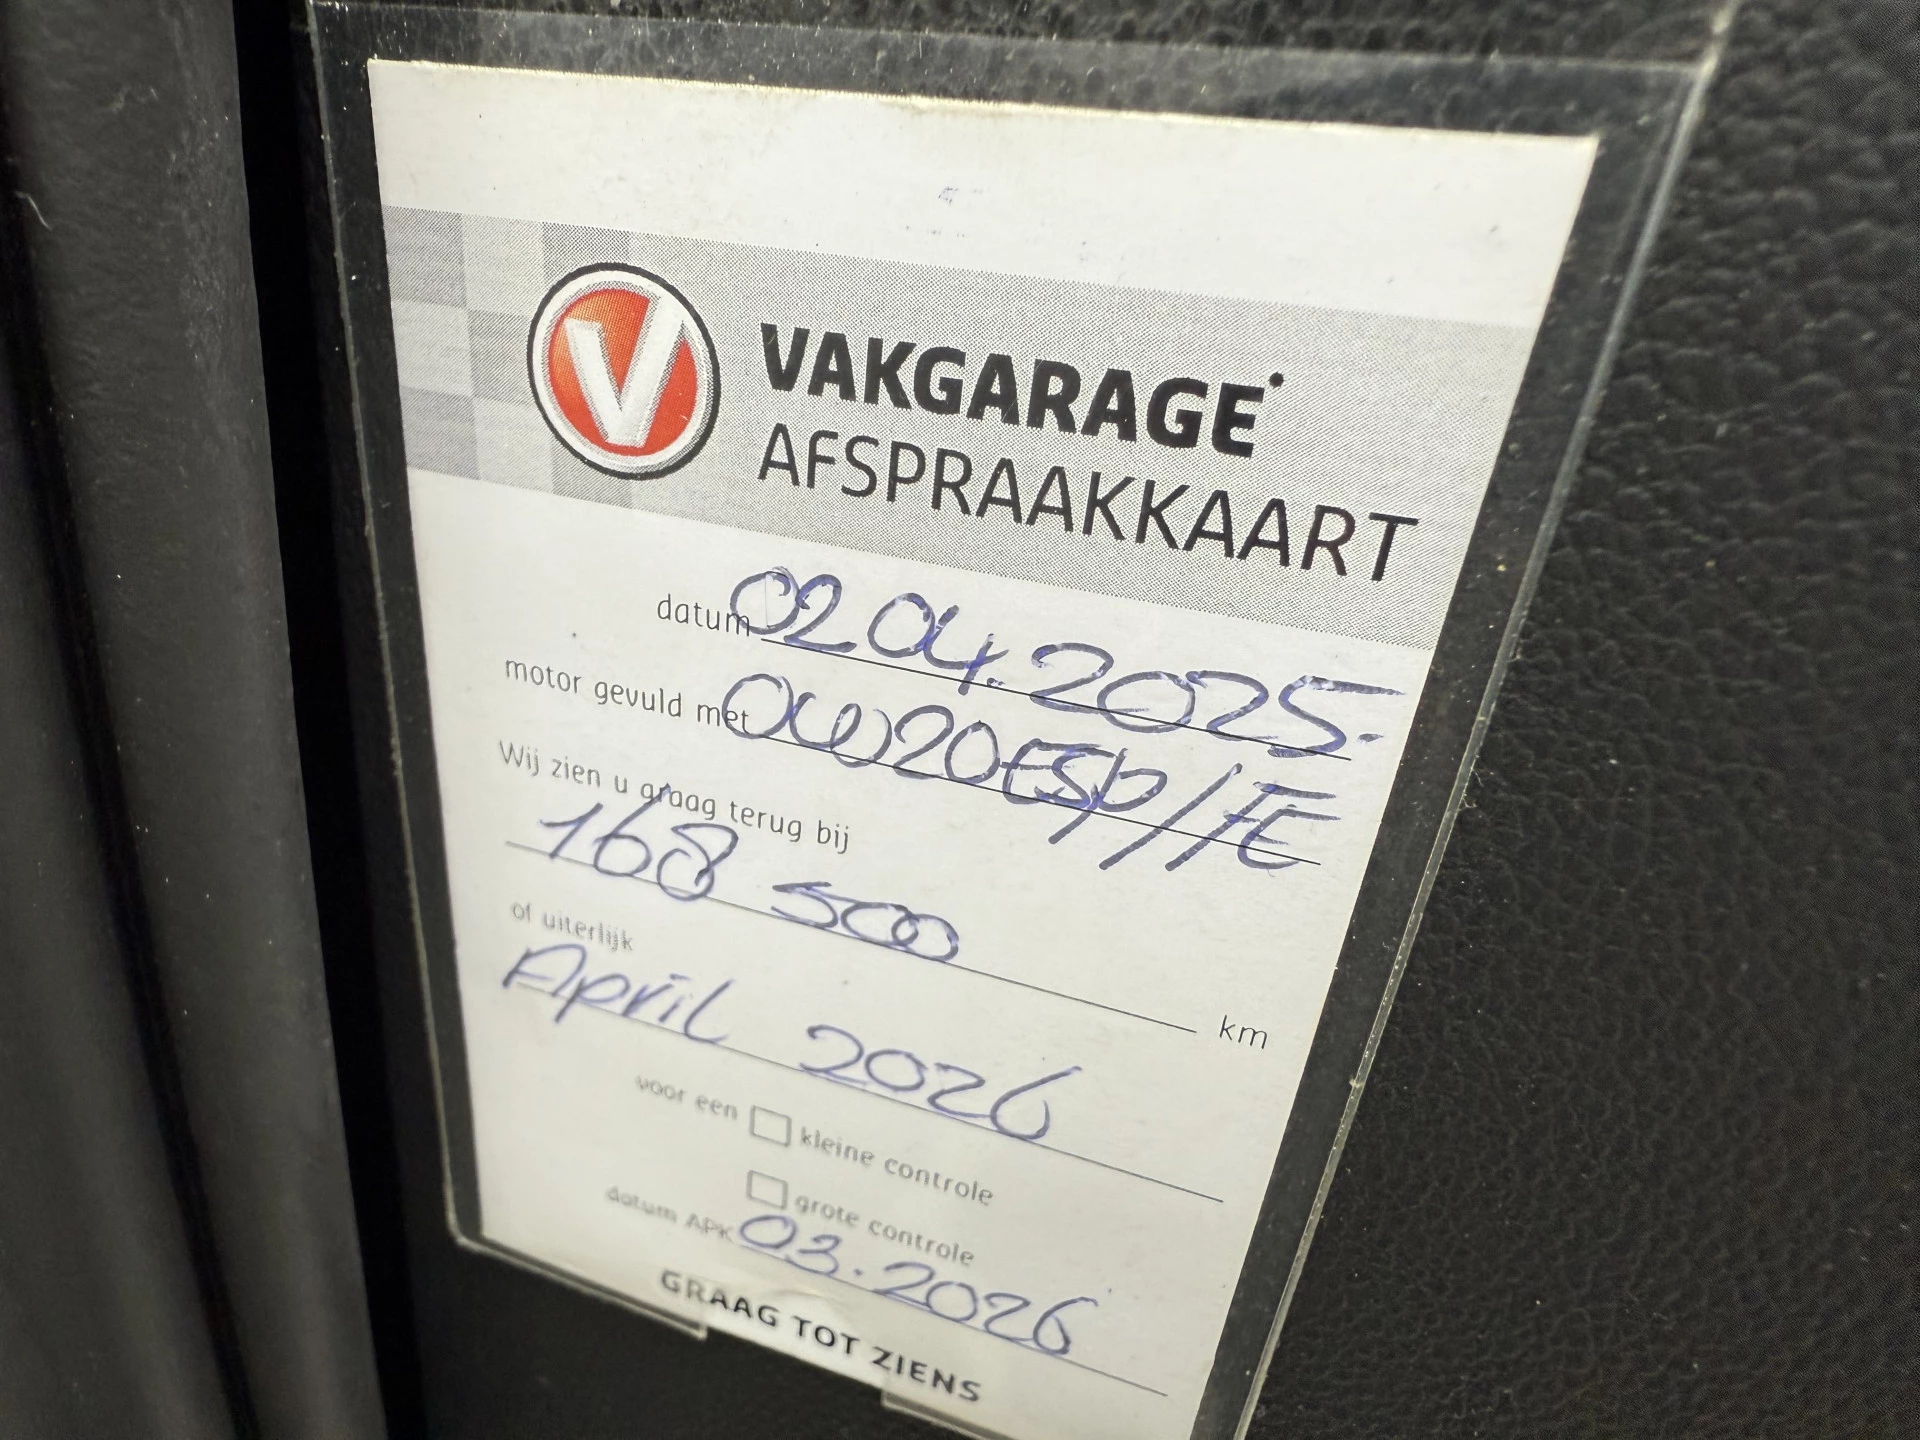 V VAKGARAGE
AFSPRAAKKAART
datum 02 04.2025.
motor gevuld met 0W20ESP/FE
Wij zien u graag terug bij
168 500 km
of uiterlijk
April 2026
voor een kleine controle
grote controle
datum APK 03.2026
GRAAG TOT ZIENS